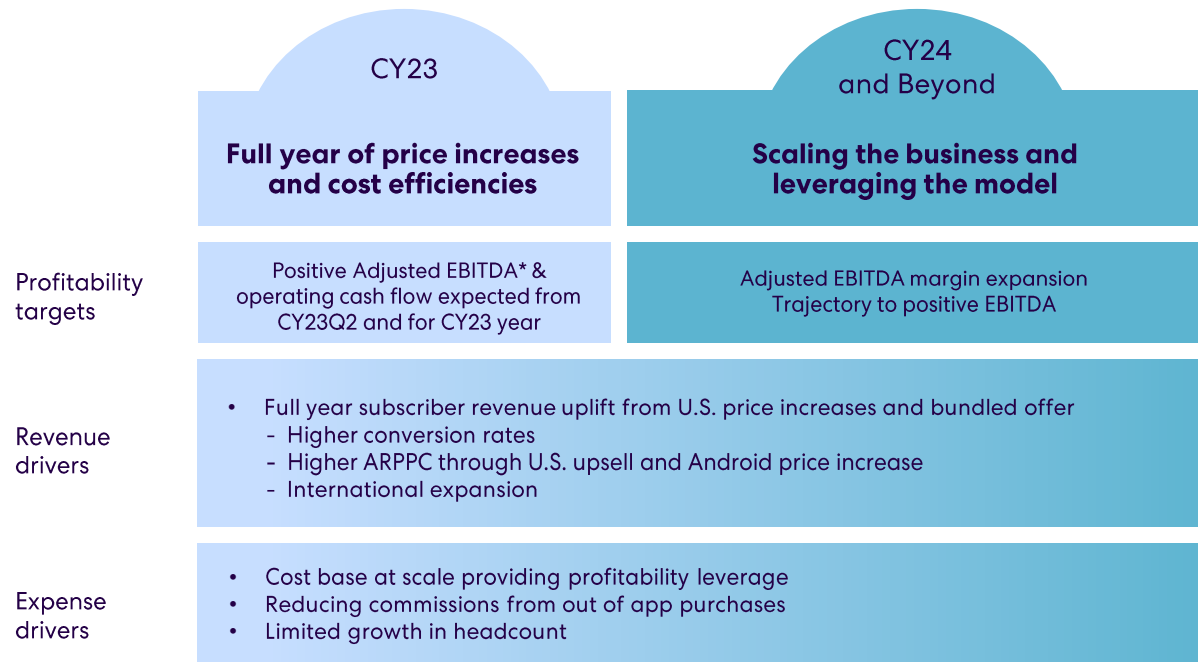 CY23
CY24
and Beyond
Full year of price increases
and cost efficiencies
Scaling the business and
leveraging the model
Profitability
targets
Positive Adjusted EBITDA* &
operating cash flow expected from
CY23Q2 and for CY23 year
Adjusted EBITDA margin expansion
Trajectory to positive EBITDA
Revenue
drivers
• Full year subscriber revenue uplift from U.S. price increases and bundled offer
- Higher conversion rates
- Higher ARPPC through U.S. upsell and Android price increase
- International expansion
Expense
drivers
• Cost base at scale providing profitability leverage
• Reducing commissions from out of app purchases
• Limited growth in headcount